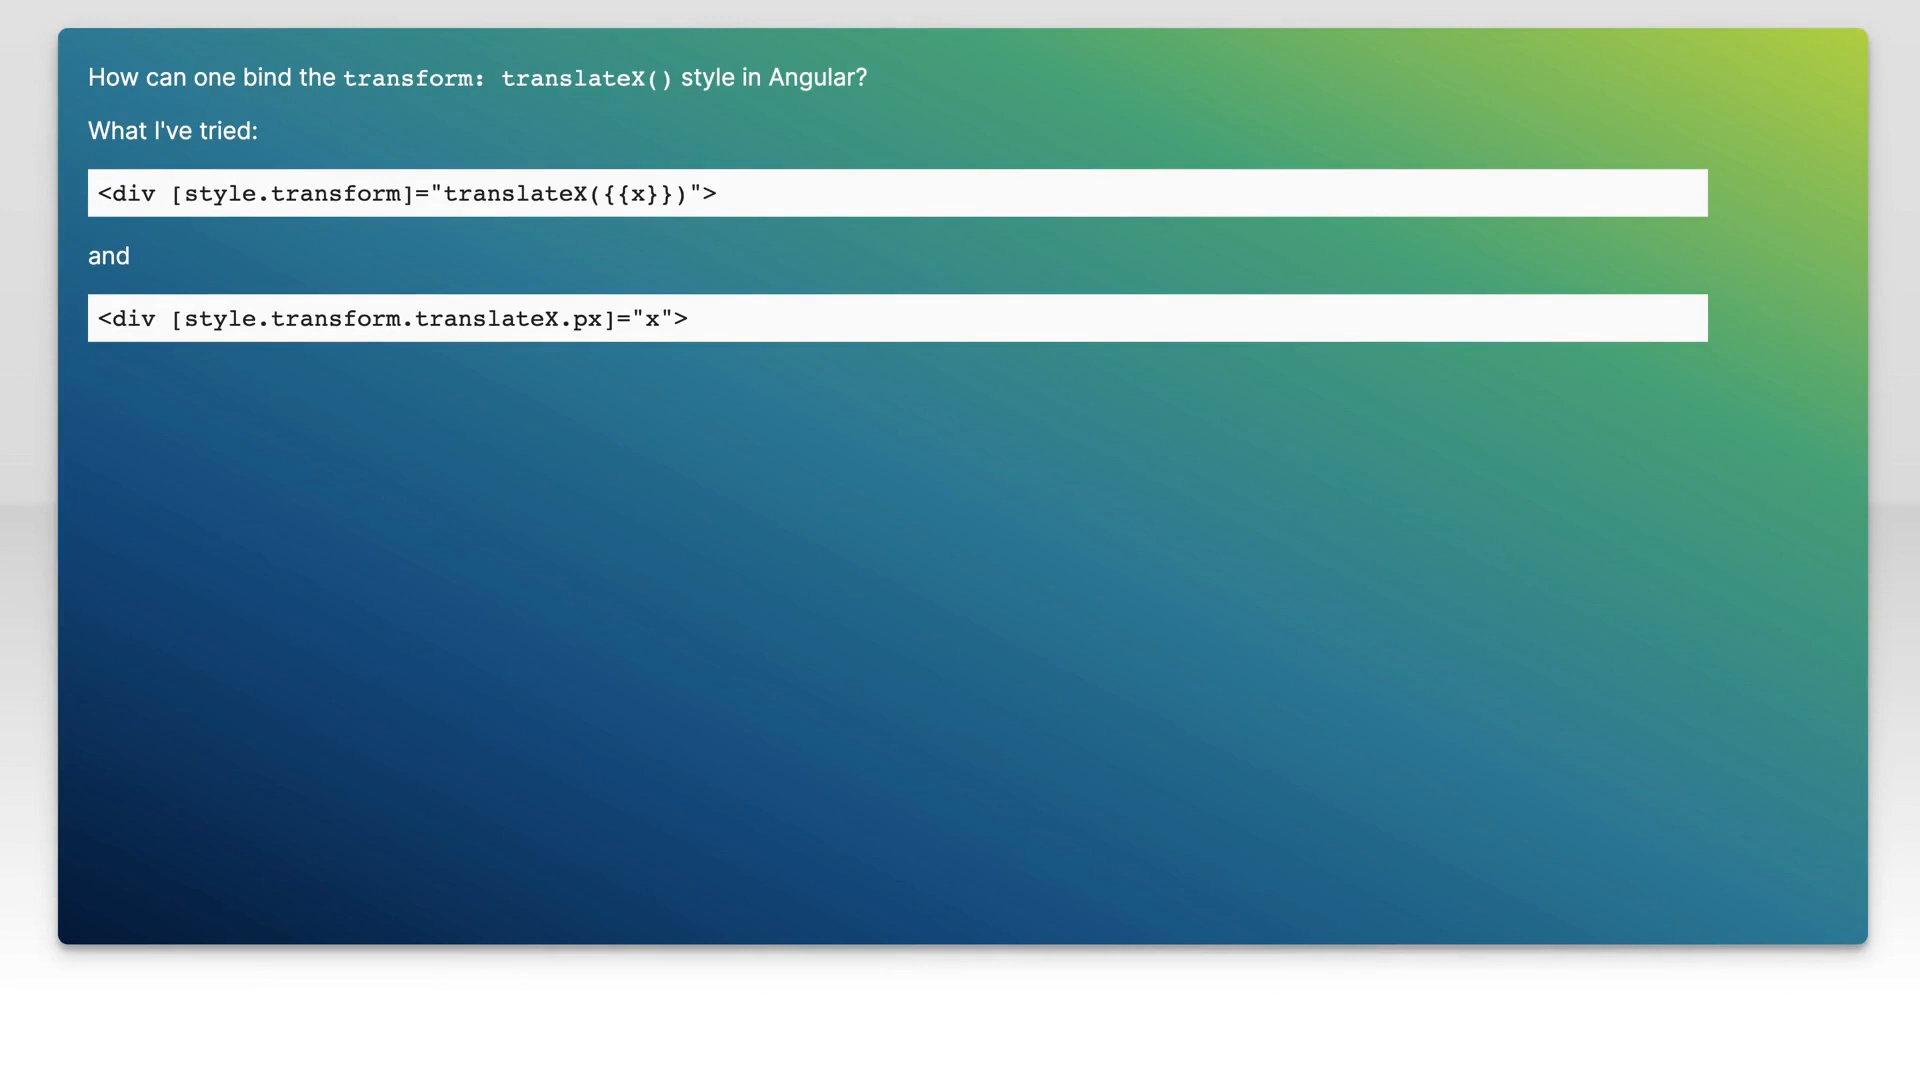 How can one bind the transform: translateX() style in Angular?
What I've tried:
<div [style.transform]="translateX({{x}})">
and
<div [style.transform.translateX.px]="x">